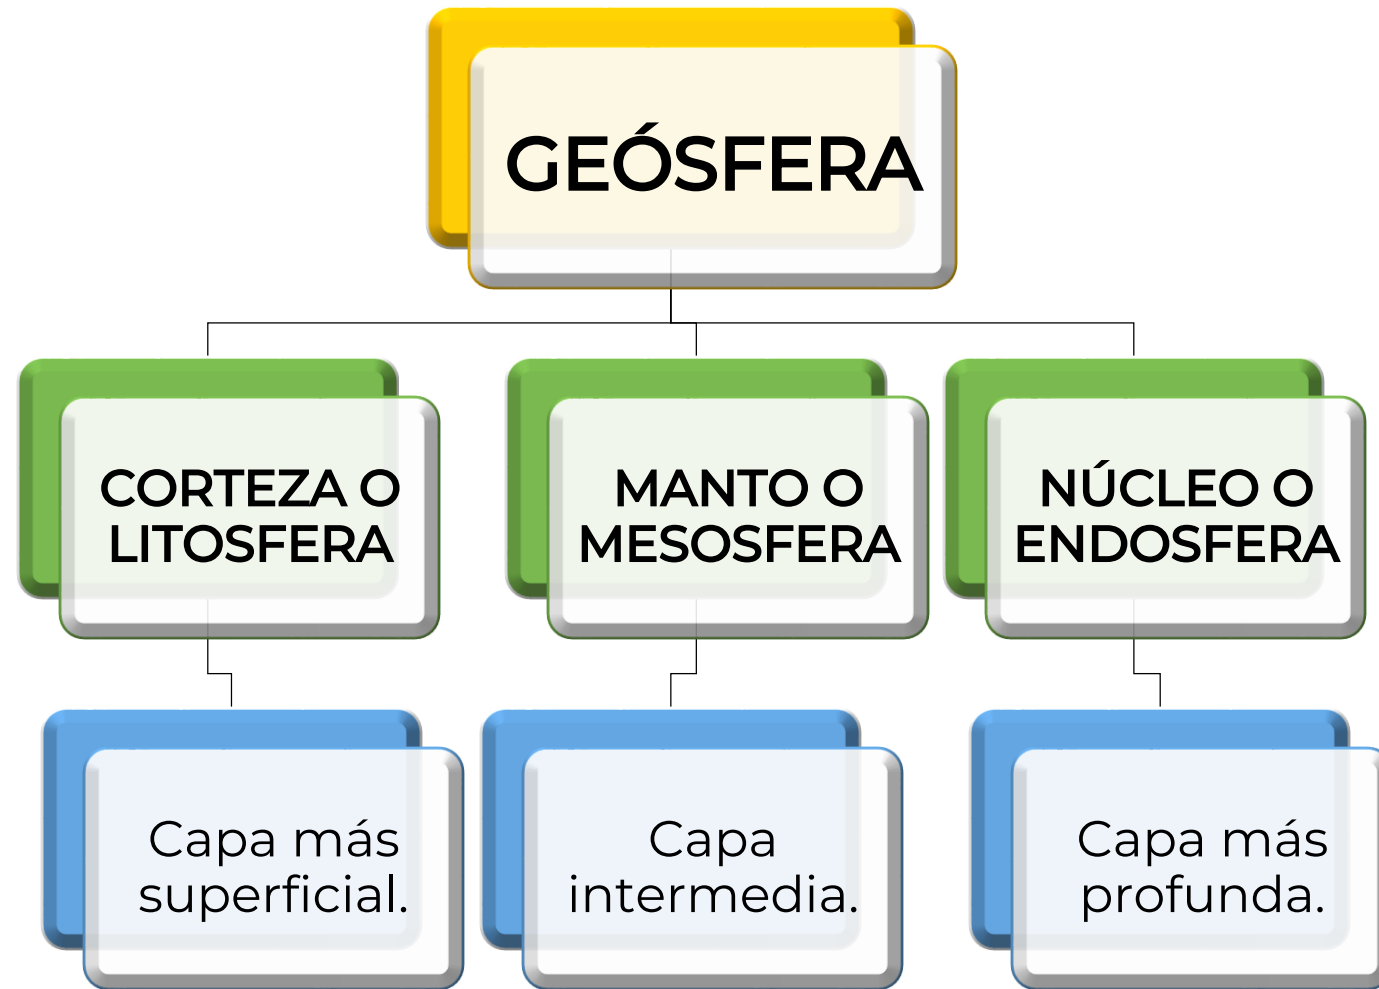 GEÓSFERA
CORTEZA O
LITOSFERA
MANTO O
MESOSFERA
NÚCLEO O
ENDOSFERA
Capa más
superficial.
Capa
intermedia.
Capa más
profunda.